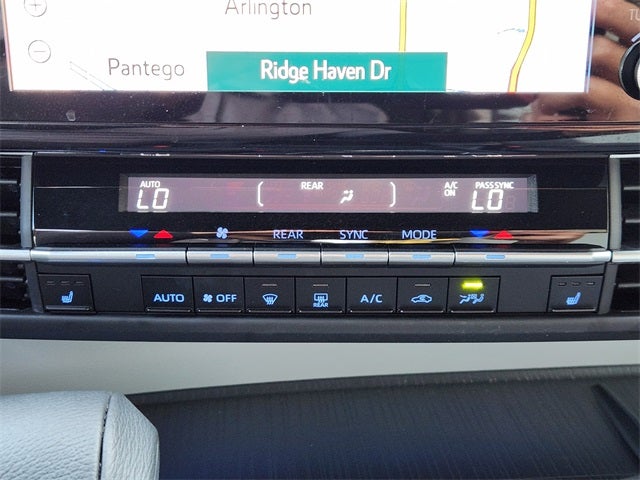 Arlington
Pantego
Ridge Haven Dr
AUTO REAR A/C ON PASS SYNC
LO LO
REAR SYNC MODE
AUTO OFF REAR A/C